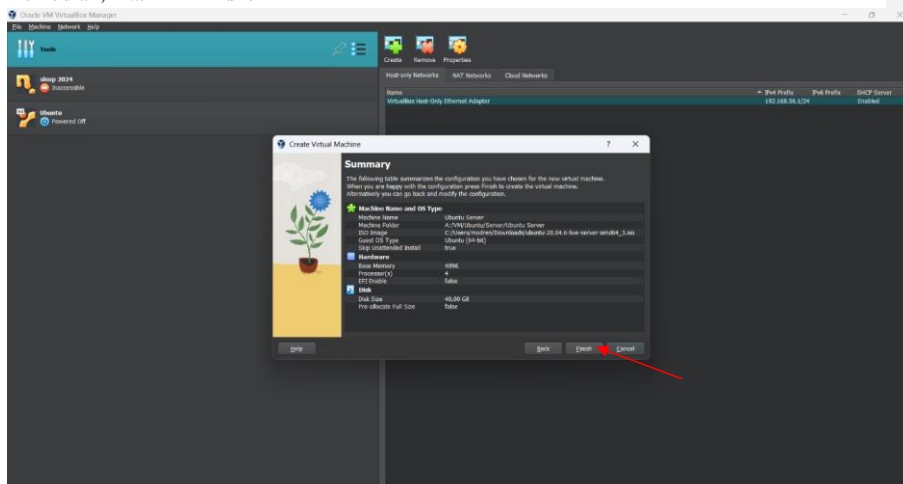 Oracle VM VirtualBox Manager
File Machine Network Help
Tools
Create Remove Properties
skop 2024
Inaccessible
Ubuntu
Powered Off
Host-only Networks NAT Networks Cloud Networks
Name IPv4 Prefix IPv6 Prefix DHCP Server
VirtualBox Host-Only Ethernet Adapter 192.168.56.1/24 Enabled
Create Virtual Machine
Summary
The following table summarizes the configuration you have chosen for the new virtual machine.
When you are happy with the configuration press Finish to create the virtual machine.
Alternatively you can go back and modify the configuration.
Machine Name and OS Type
Machine Name Ubuntu Server
Machine Folder A:/VM/Ubuntu/Server/Ubuntu Server
ISO Image
Guest OS Type Ubuntu (64-bit)
Skip Unattended Install true
Hardware
Base Memory 4096
Processor(s) 4
EFI Enable false
Disk
Disk Size 40,00 GB
Pre-allocate Full Size false
Help Back Finish Cancel